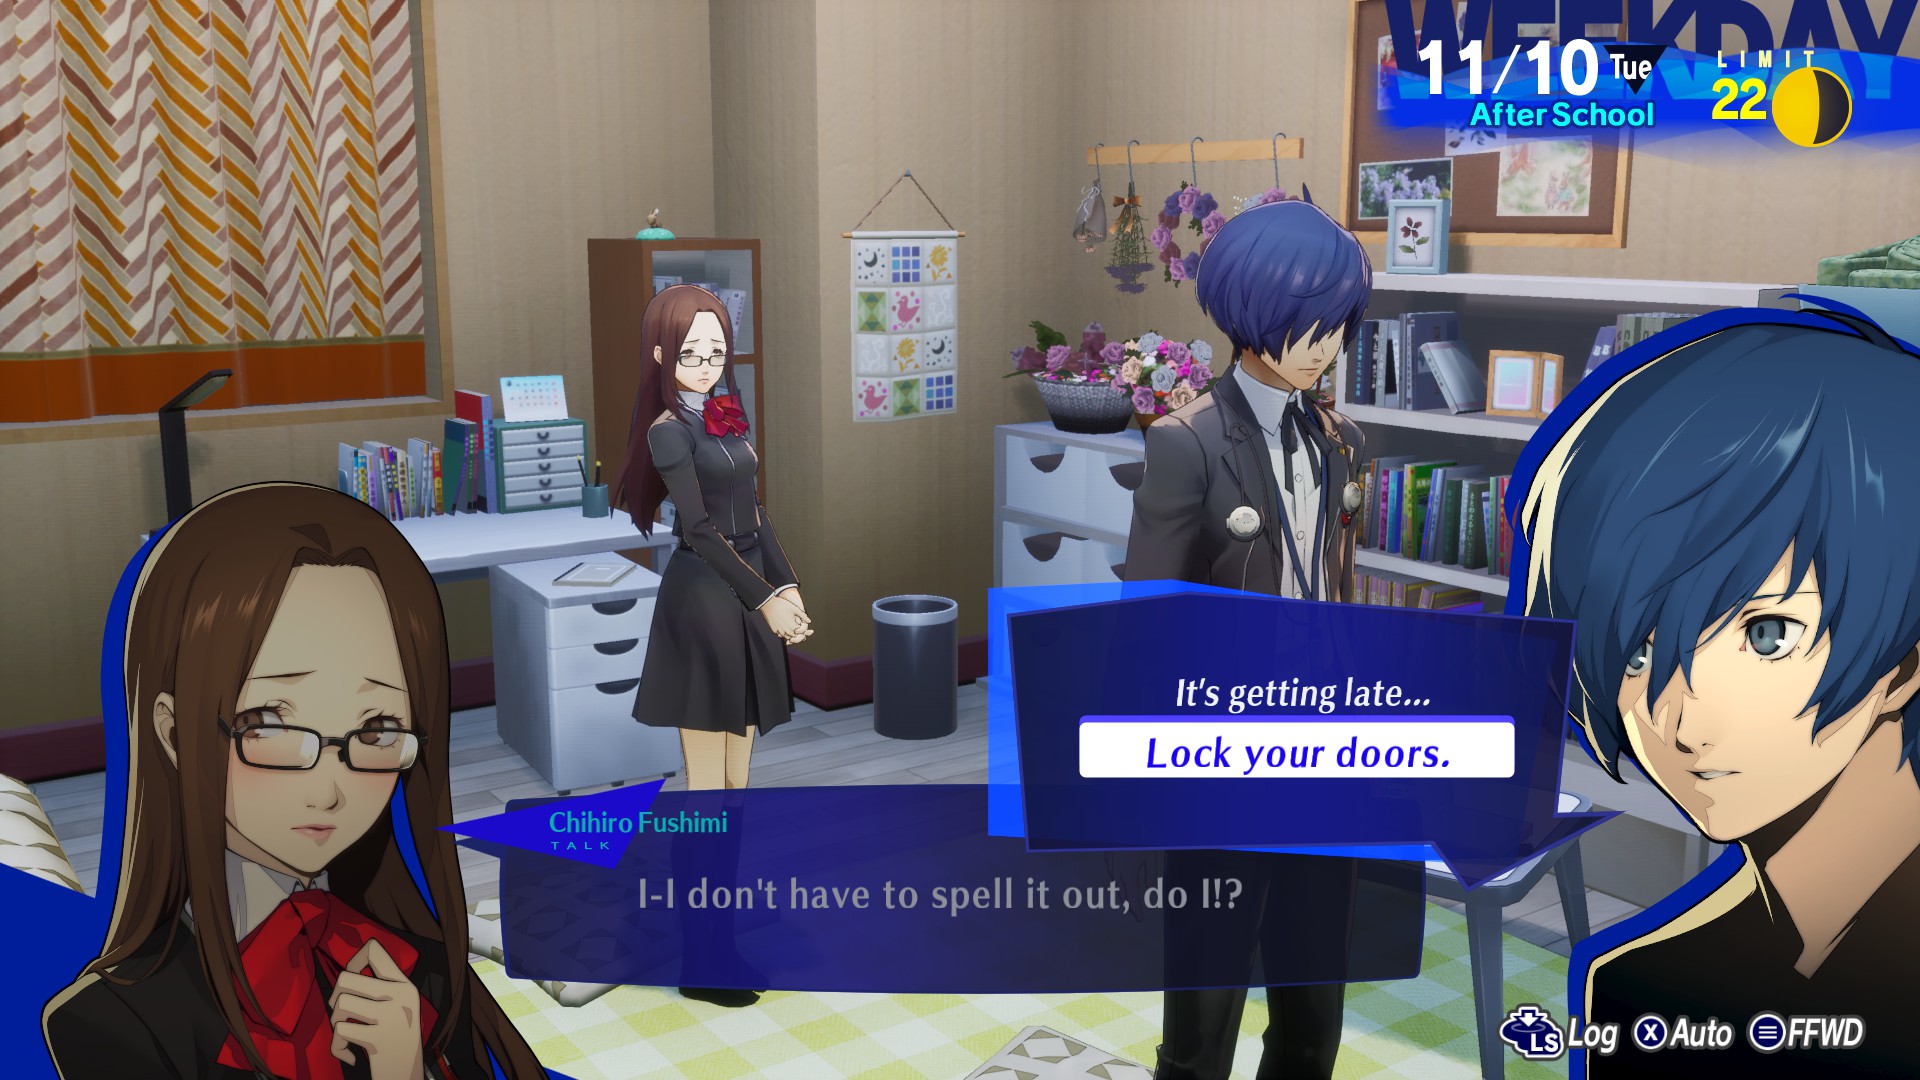 WEEKDAY
11/10 Tue
After School
LIMIT
22
It's getting late...
Lock your doors.
Chihiro Fushimi
TALK
I-I don't have to spell it out, do I!?
LS Log X Auto FFWD